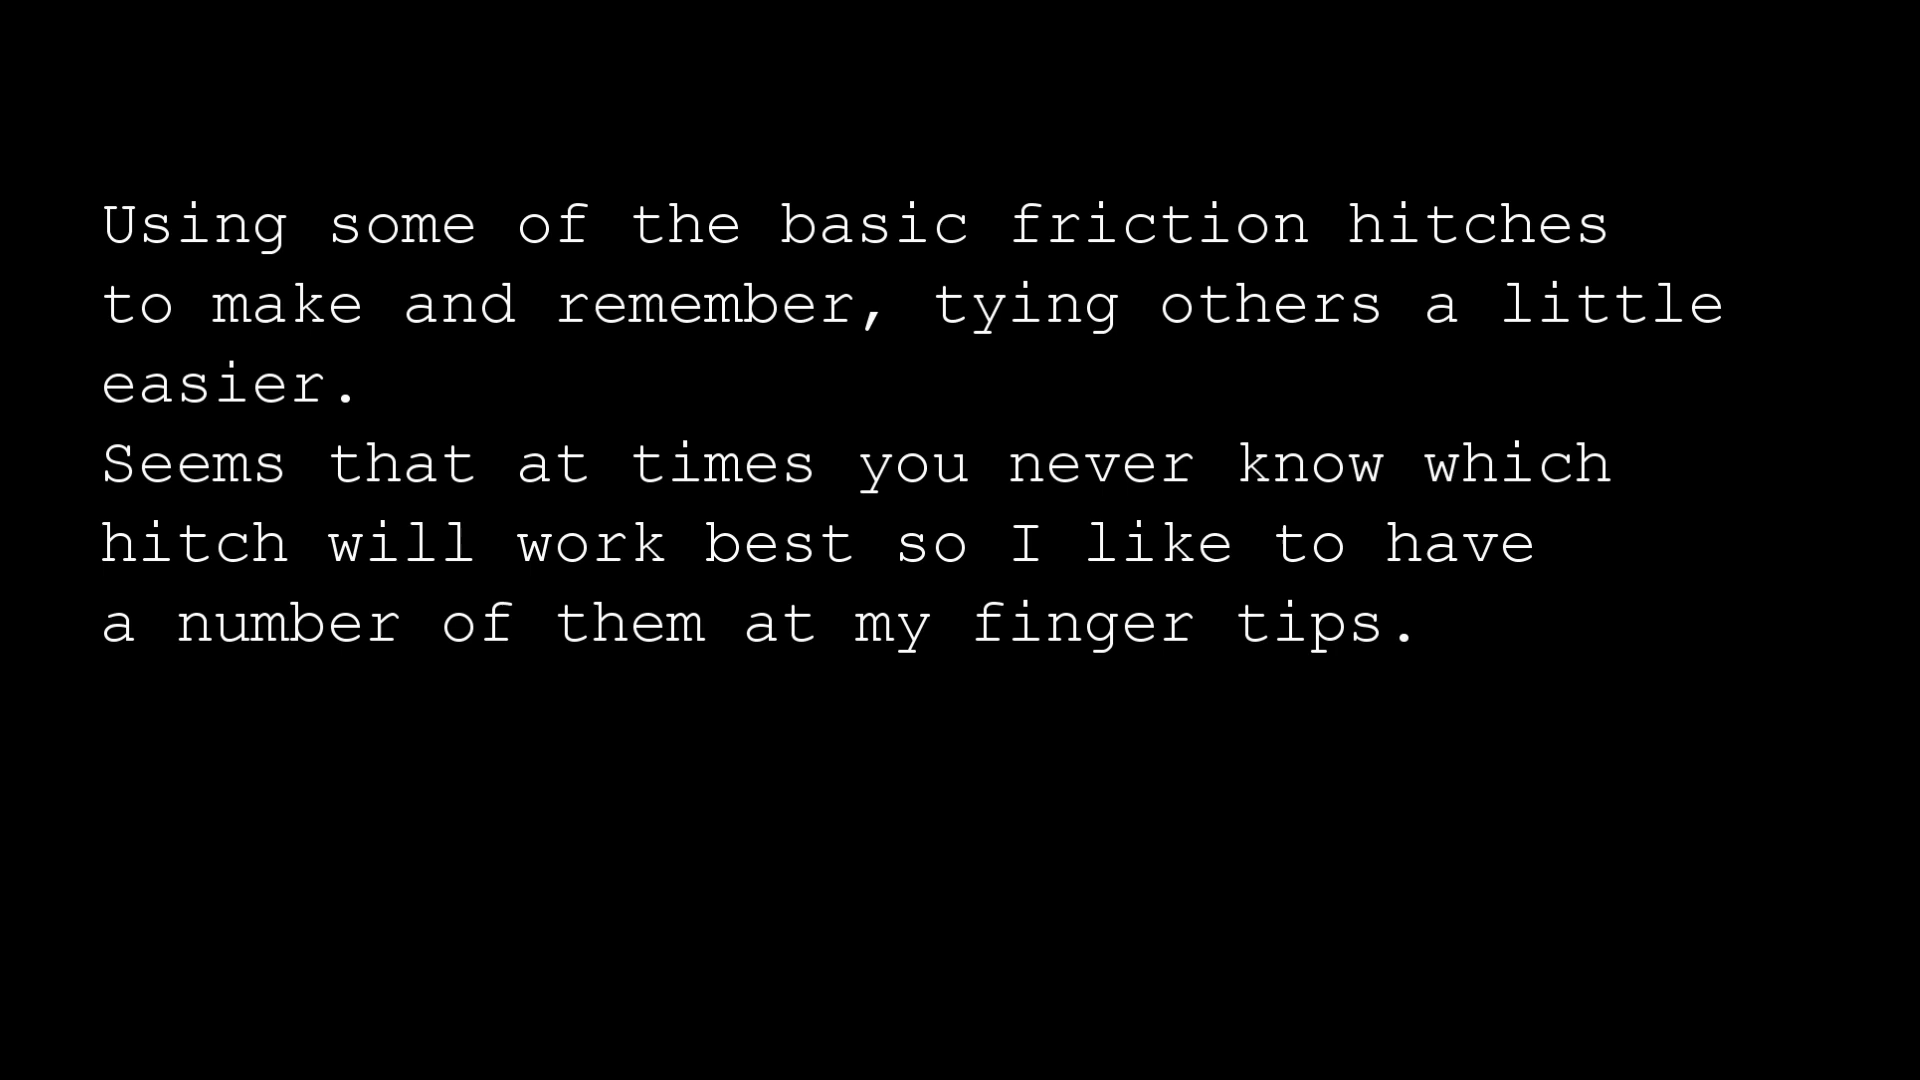 Using some of the basic friction hitches
to make and remember, tying others a little
easier.
Seems that at times you never know which
hitch will work best so I like to have
a number of them at my finger tips.